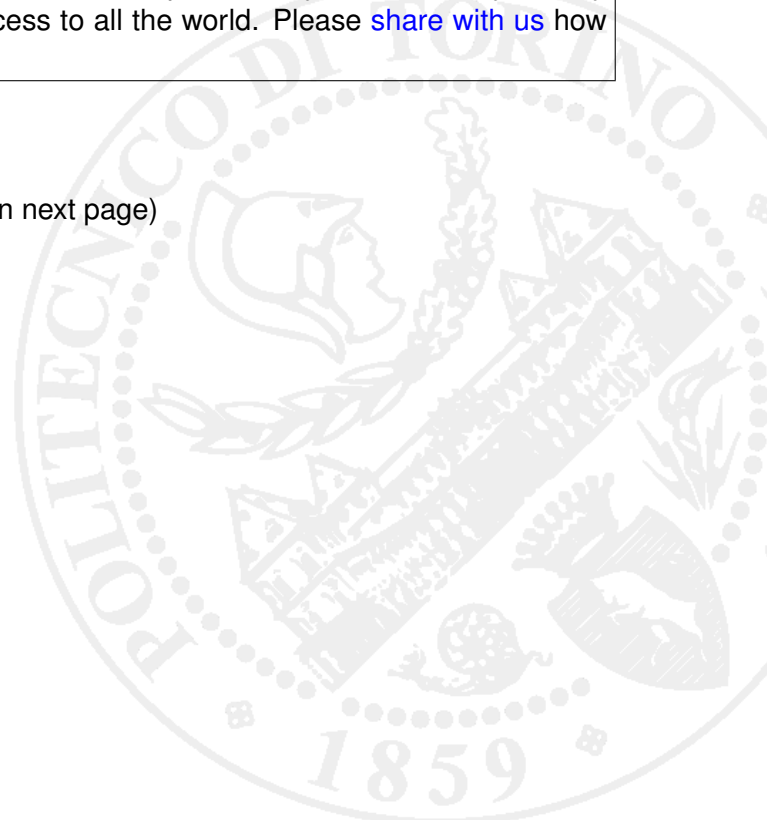 cess to all the world. Please share with us how
n next page)
POLITECNICO DI TORINO
1859